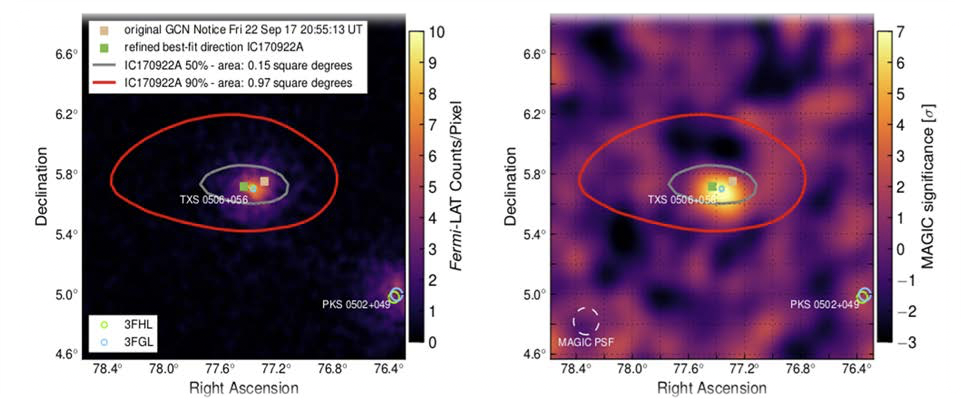 original GCN Notice Fri 22 Sep 17 20:55:13 UT
refined best-fit direction IC170922A
IC170922A 50% - area: 0.15 square degrees
IC170922A 90% - area: 0.97 square degrees
6.6°
6.2°
5.8°
5.4°
5.0°
4.6°
Declination
TXS 0506+056
PKS 0502+049
3FHL
3FGL
78.4°
78.0°
77.6°
77.2°
76.8°
76.4°
Right Ascension
10
9
8
7
6
5
4
3
2
1
0
Fermi-LAT Counts/Pixel
6.6°
6.2°
5.8°
5.4°
5.0°
4.6°
Declination
TXS 0506+056
PKS 0502+049
MAGIC PSF
78.4°
78.0°
77.6°
77.2°
76.8°
76.4°
Right Ascension
7
6
5
4
3
2
1
0
−1
−2
−3
MAGIC significance [σ]